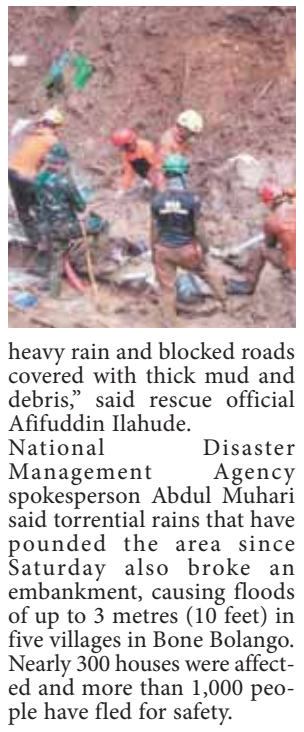 heavy rain and blocked roads
covered with thick mud and
debris,” said rescue official
Afifuddin Ilahude.
National Disaster
Management Agency
spokesperson Abdul Muhari
said torrential rains that have
pounded the area since
Saturday also broke an
embankment, causing floods
of up to 3 metres (10 feet) in
five villages in Bone Bolango.
Nearly 300 houses were affect-
ed and more than 1,000 peo-
ple have fled for safety.